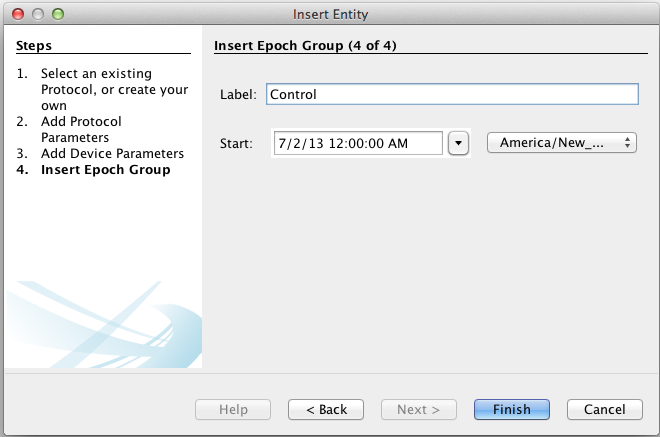 Insert Entity
Steps
1. Select an existing
Protocol, or create your
own
2. Add Protocol
Parameters
3. Add Device Parameters
4. Insert Epoch Group
Insert Epoch Group (4 of 4)
Label: Control
Start: 7/2/13 12:00:00 AM America/New_...
Help < Back Next > Finish Cancel